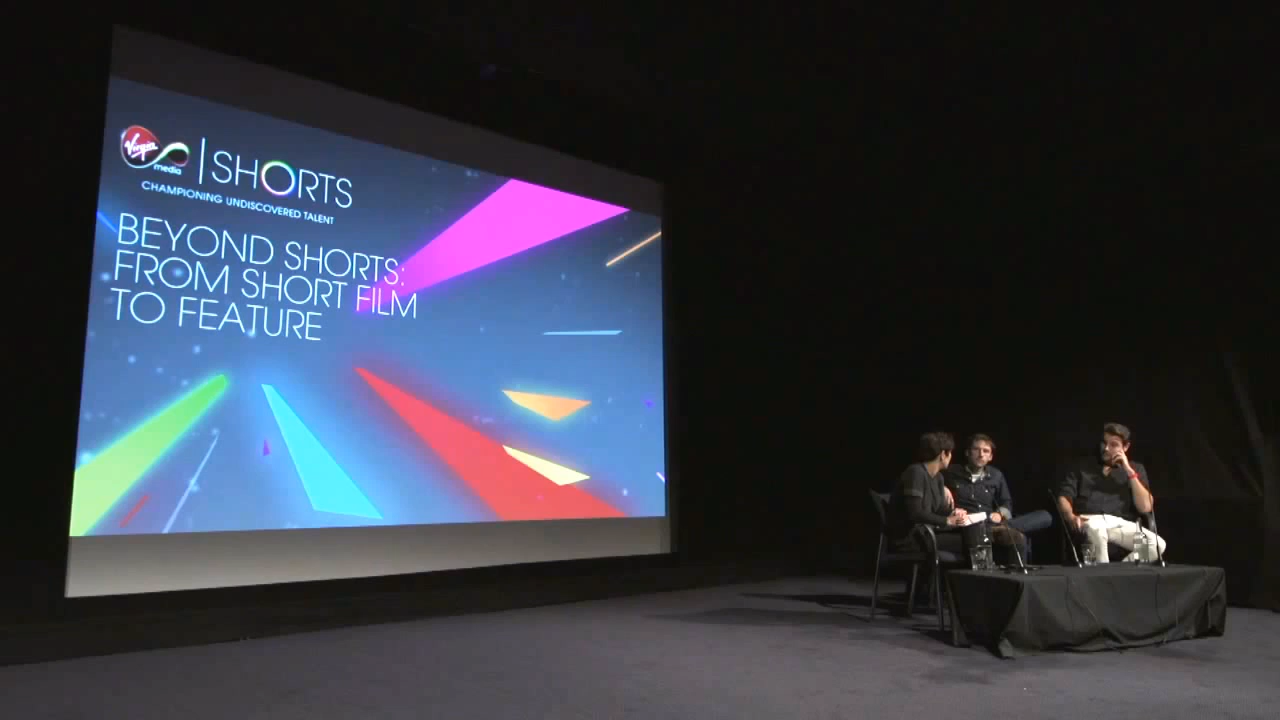 Virgin
media
SHORTS
CHAMPIONING UNDISCOVERED TALENT
BEYOND SHORTS:
FROM SHORT FILM
TO FEATURE